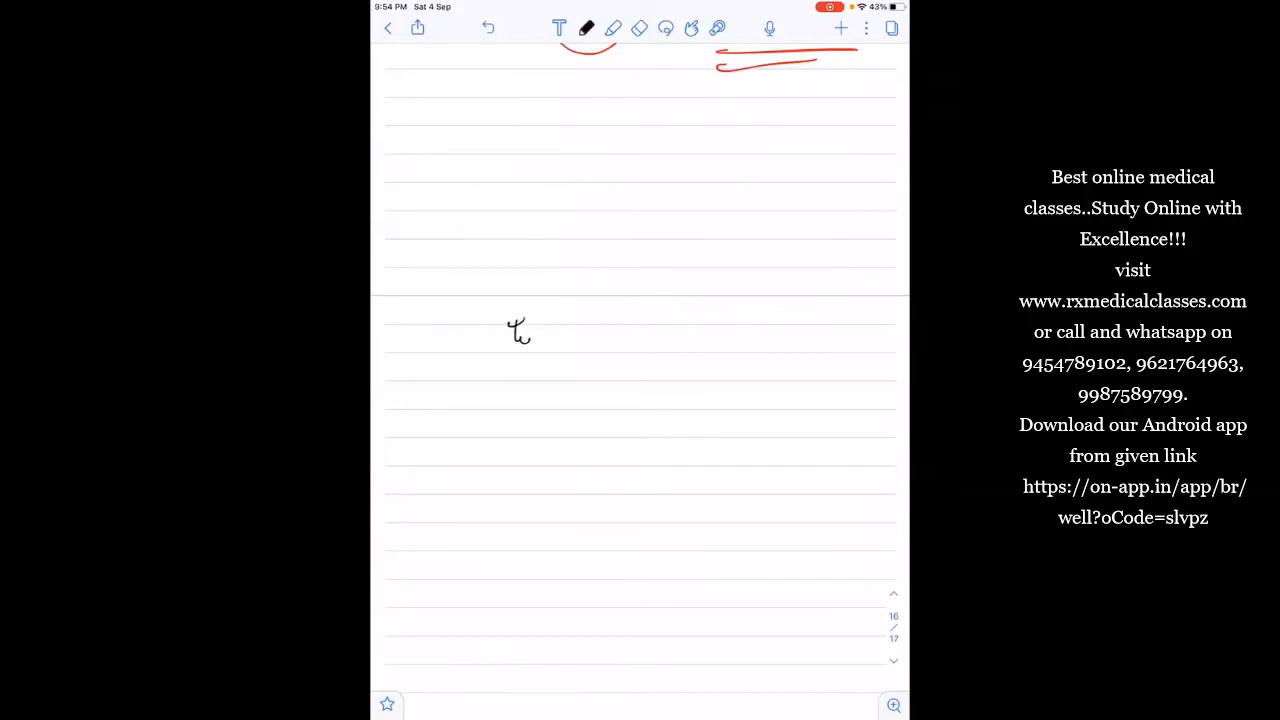 9:54 PM Sat 4 Sep
43%
Best online medical
classes..Study Online with
Excellence!!!
visit
www.rxmedicalclasses.com
or call and whatsapp on
9454789102, 9621764963,
9987589799.
Download our Android app
from given link
https://on-app.in/app/br/
well?oCode=slvpz
16
/
17